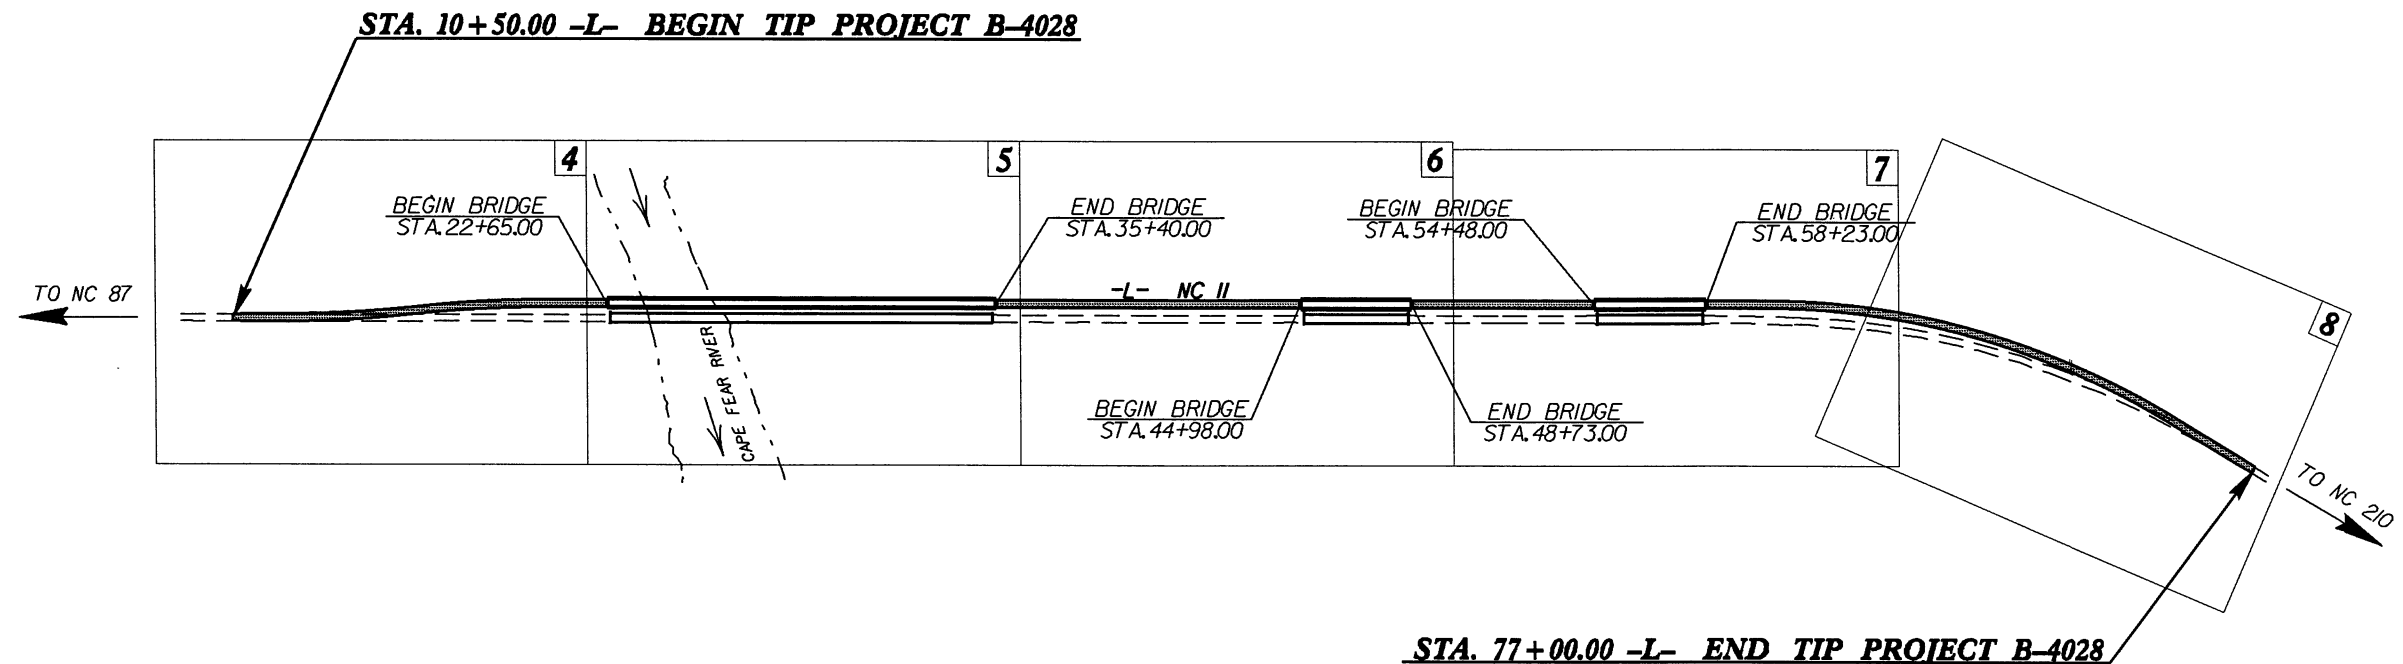 STA. 10+50.00 -L- BEGIN TIP PROJECT B-4028
4
5
6
7
8
BEGIN BRIDGE
STA.22+65.00
END BRIDGE
STA.35+40.00
BEGIN BRIDGE
STA.54+48.00
END BRIDGE
STA.58+23.00
TO NC 87
-L- NC 11
CAPE FEAR RIVER
BEGIN BRIDGE
STA.44+98.00
END BRIDGE
STA.48+73.00
TO NC 210
STA. 77+00.00 -L- END TIP PROJECT B-4028